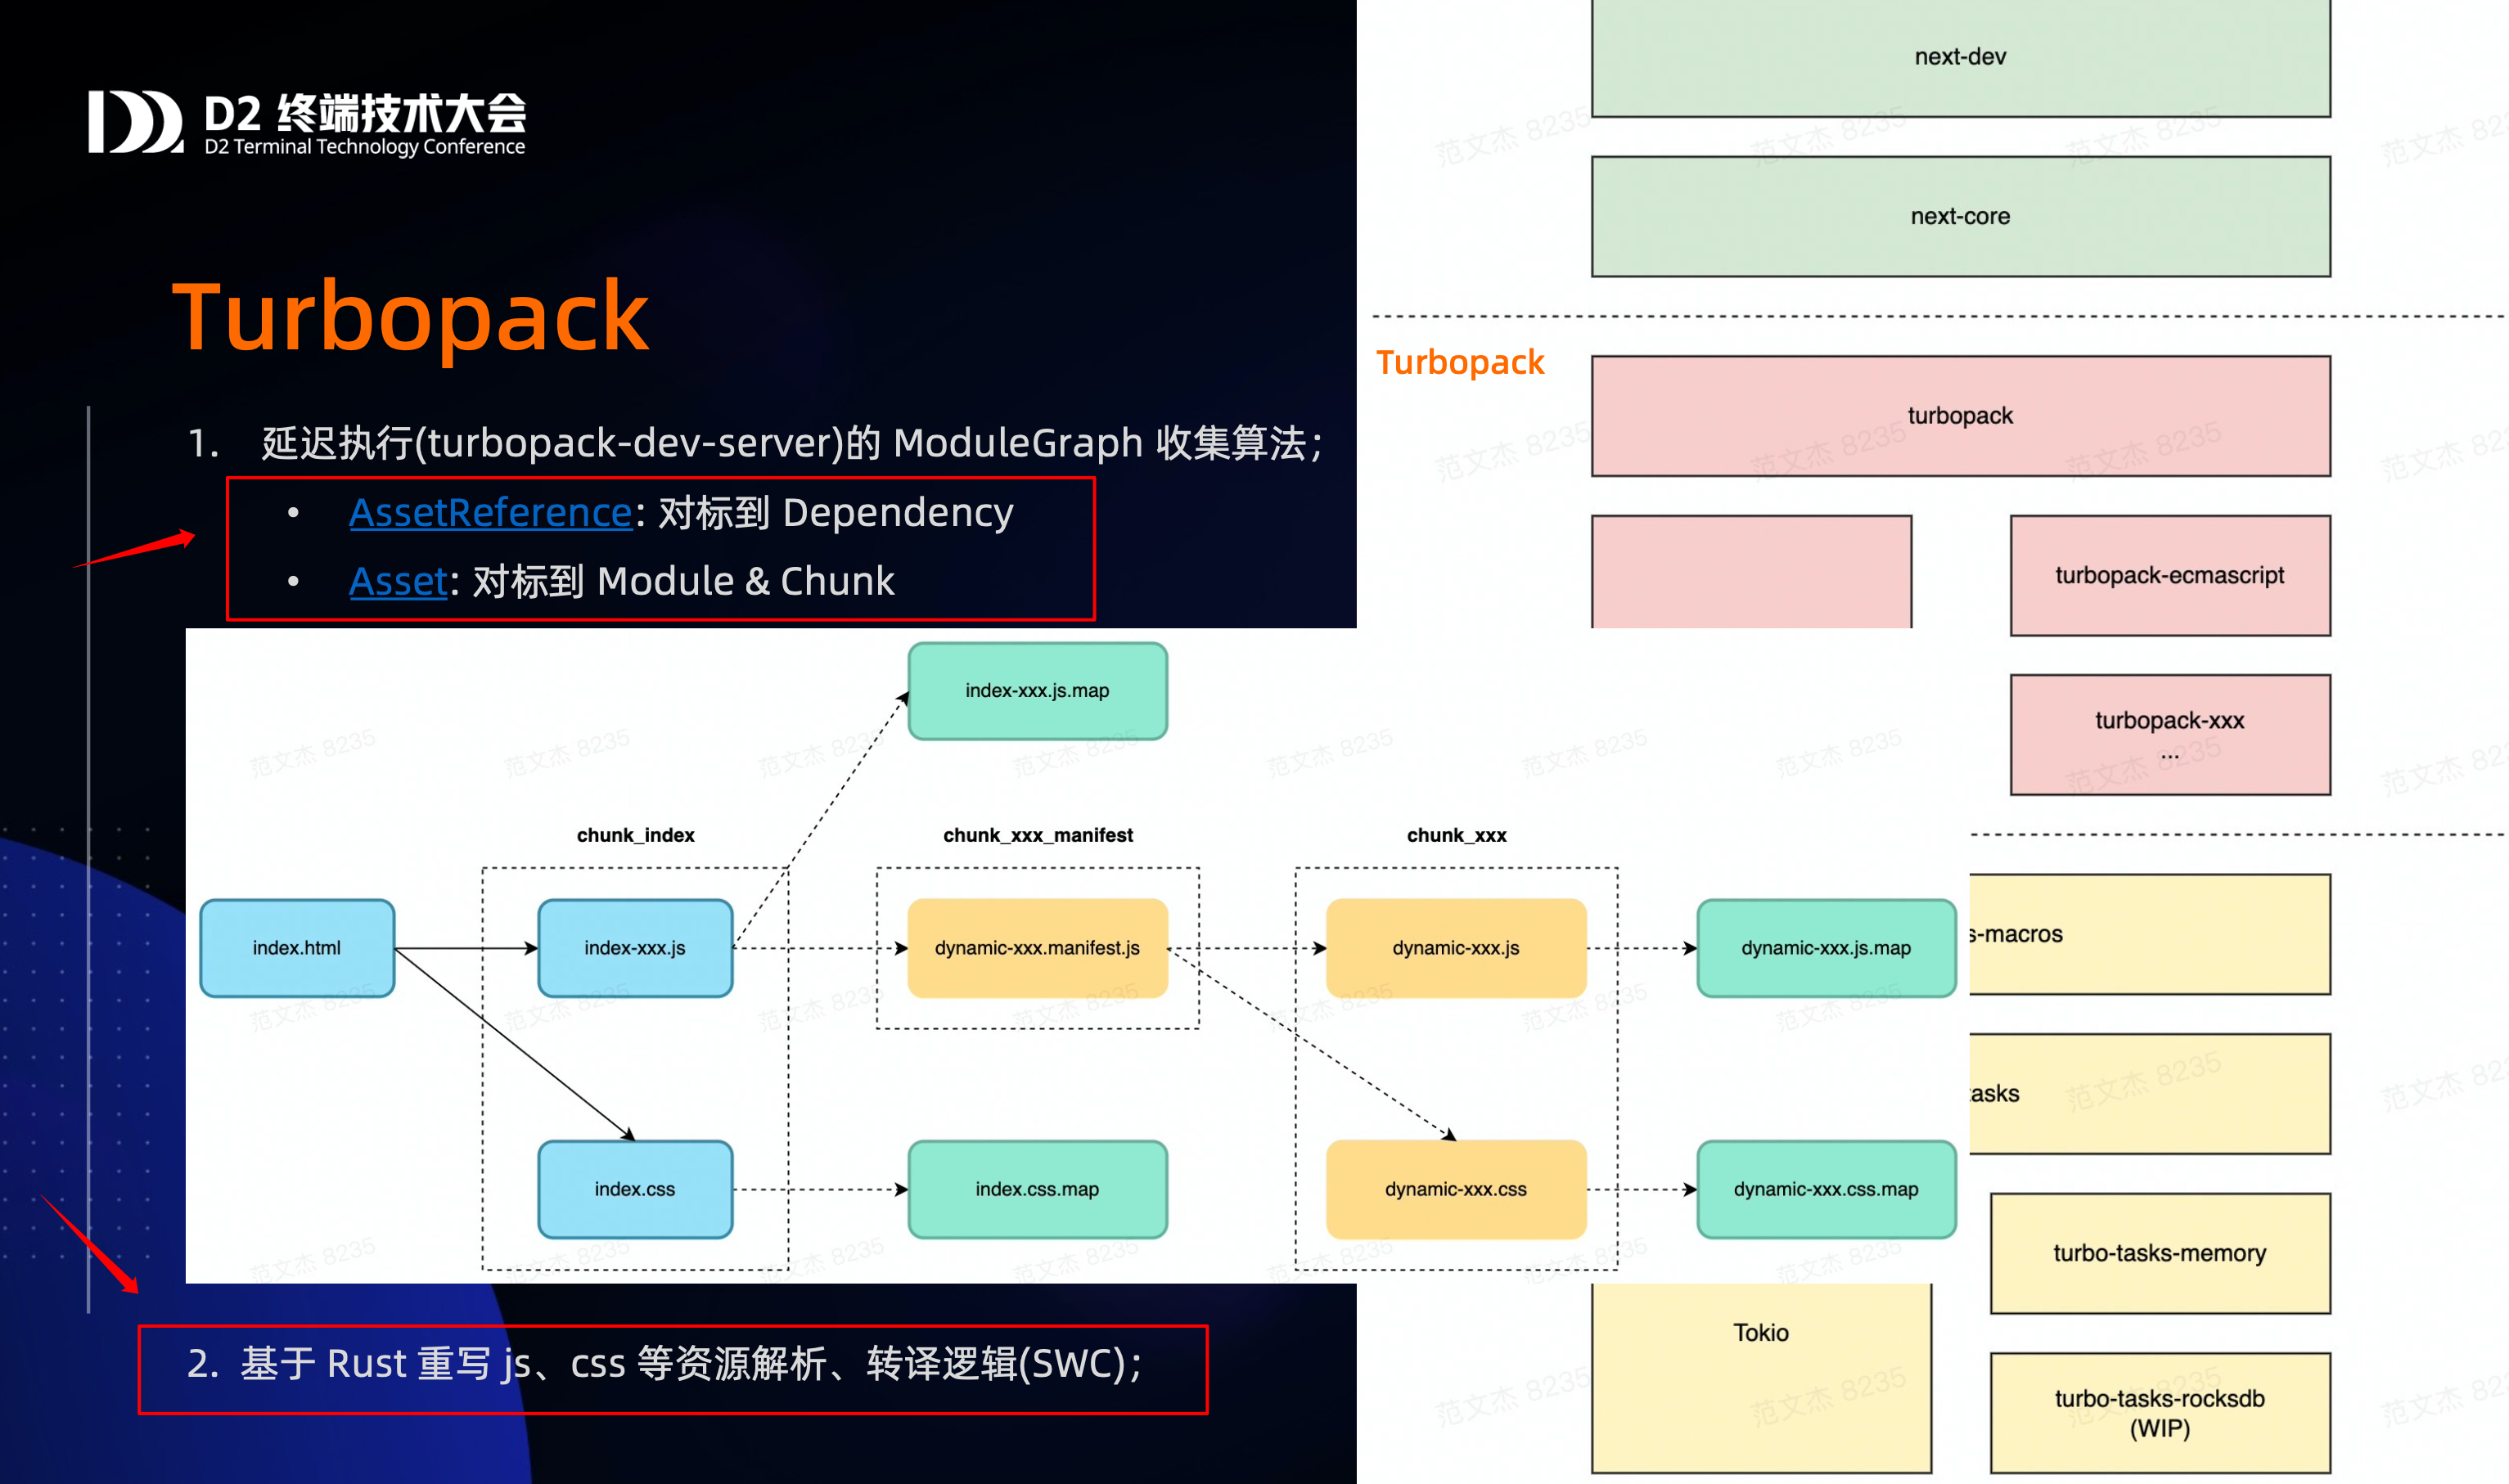 D2 终端技术大会
D2 Terminal Technology Conference
Turbopack
1. 延迟执行(turbopack-dev-server)的 ModuleGraph 收集算法；
• AssetReference: 对标到 Dependency
• Asset: 对标到 Module & Chunk
index-xxx.js.map
chunk_index
chunk_xxx_manifest
chunk_xxx
index.html
index-xxx.js
dynamic-xxx.manifest.js
dynamic-xxx.js
dynamic-xxx.js.map
index.css
index.css.map
dynamic-xxx.css
dynamic-xxx.css.map
2. 基于 Rust 重写 js、css 等资源解析、转译逻辑(SWC)；
next-dev
next-core
Turbopack
turbopack
turbopack-ecmascript
turbopack-xxx
...
s-macros
tasks
turbo-tasks-memory
Tokio
turbo-tasks-rocksdb
(WIP)
范文杰 8235